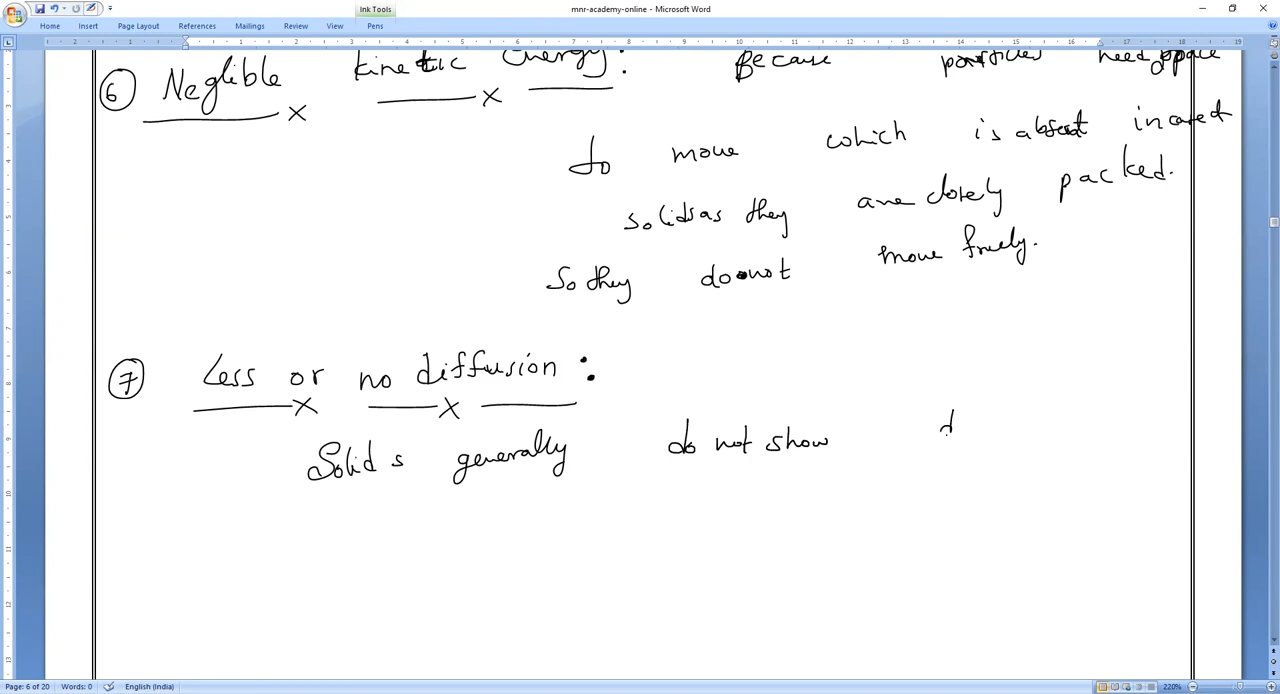 Ink Tools
mnr-academy-online - Microsoft Word
Home Insert Page Layout References Mailings Review View Pens
6 Neglible kinetic Energy: Because particles need space
to move which is absent in case of
solids as they are closely packed.
So they do not move freely.
7 Less or no diffusion:
Solids generally do not show d
Page: 6 of 20 Words: 0 English (India) 220%